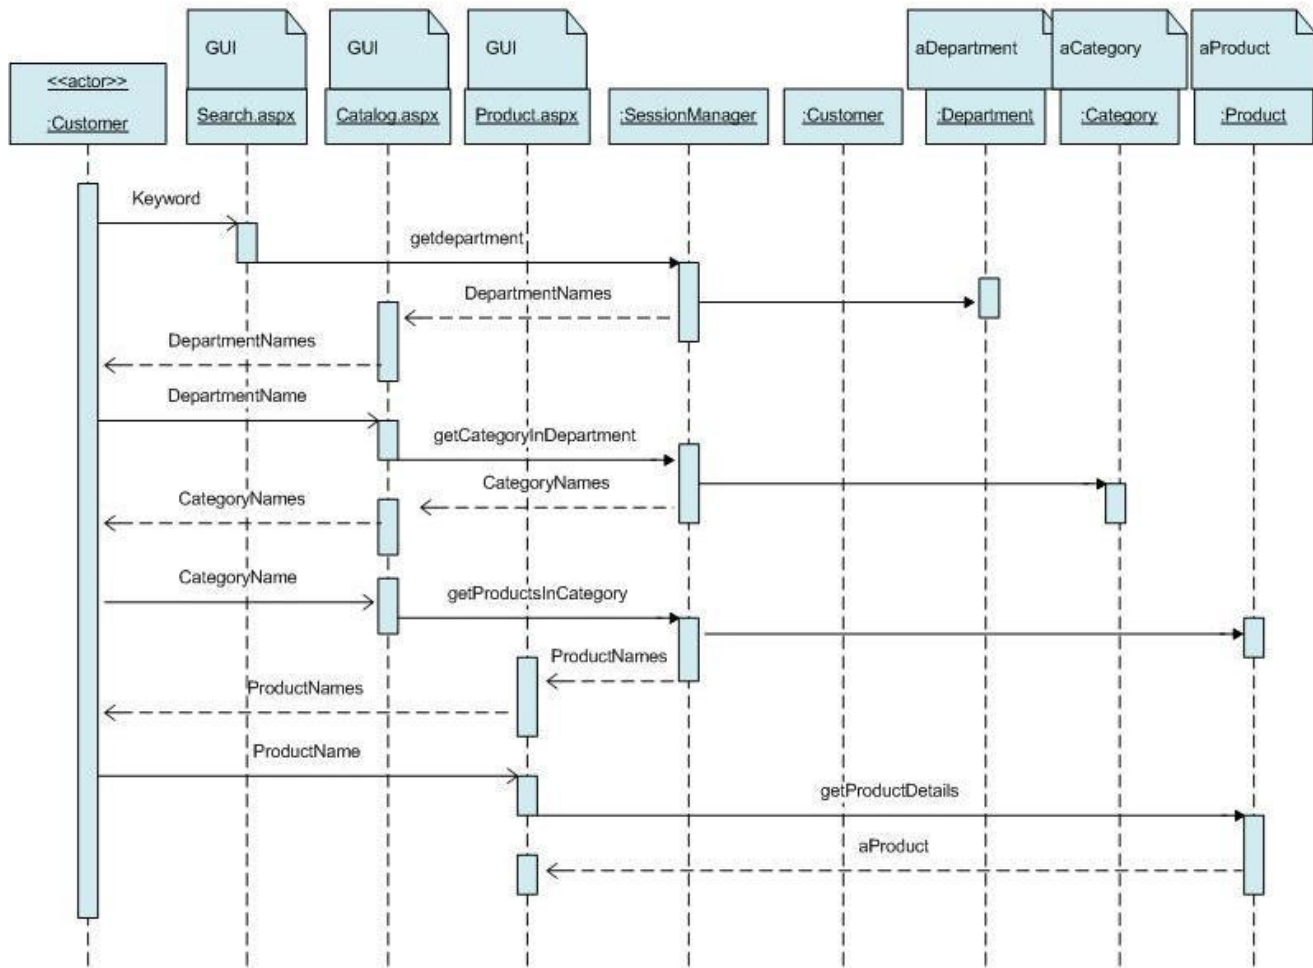 GUI
GUI
GUI
aDepartment
aCategory
aProduct
<<actor>>
:Customer
Search.aspx
Catalog.aspx
Product.aspx
:SessionManager
:Customer
:Department
:Category
:Product
Keyword
getdepartment
DepartmentNames
DepartmentNames
DepartmentName
getCategoryInDepartment
CategoryNames
CategoryNames
CategoryName
getProductsInCategory
ProductNames
ProductNames
ProductName
getProductDetails
aProduct